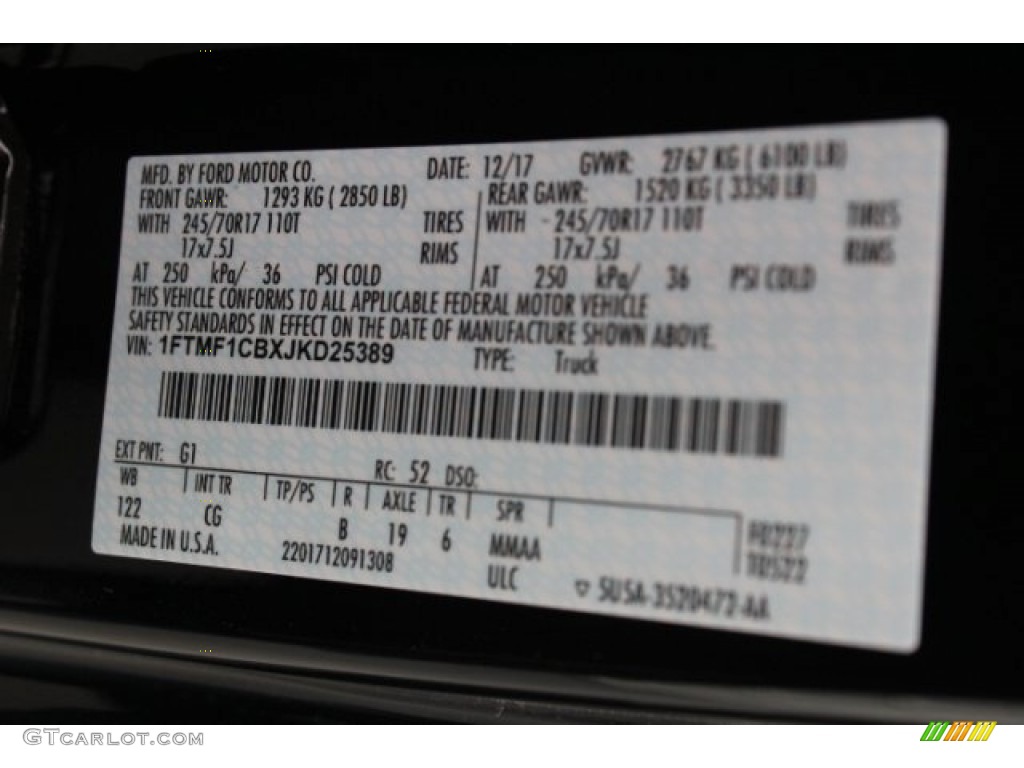 MFD. BY FORD MOTOR CO. DATE: 12/17 GVWR: 2767 KG ( 6100 LB)
FRONT GAWR: 1293 KG ( 2850 LB) REAR GAWR: 1520 KG ( 3350 LB)
WITH 245/70R17 110T TIRES WITH 245/70R17 110T TIRES
17x7.5J RIMS 17x7.5J RIMS
AT 250 kPa/ 36 PSI COLD AT 250 kPa/ 36 PSI COLD
THIS VEHICLE CONFORMS TO ALL APPLICABLE FEDERAL MOTOR VEHICLE
SAFETY STANDARDS IN EFFECT ON THE DATE OF MANUFACTURE SHOWN ABOVE.
VIN: 1FTMF1CBXJKD25389 TYPE: Truck
EXT PNT: G1 RC: 52 DSO:
WB INT TR TP/PS R AXLE TR SPR
122 CG B 19 6 MMAA
MADE IN U.S.A. 2201712091308 ULC
▽ 5U5A-3520472-AA
GTCARLOT.COM